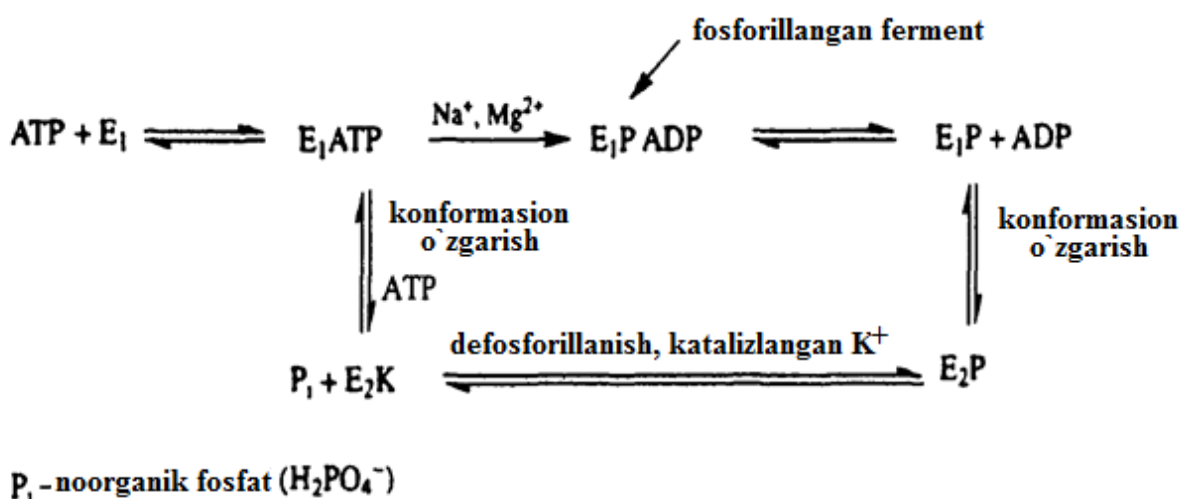 fosforillangan ferment
ATP + E₁ E₁ATP Na⁺, Mg²⁺ E₁P ADP E₁P + ADP
konformasion
o`zgarish
konformasion
o`zgarish
ATP
defosforillanish, katalizlangan K⁺
P₁ + E₂K E₂P
P₁ - noorganik fosfat (H₂PO₄⁻)